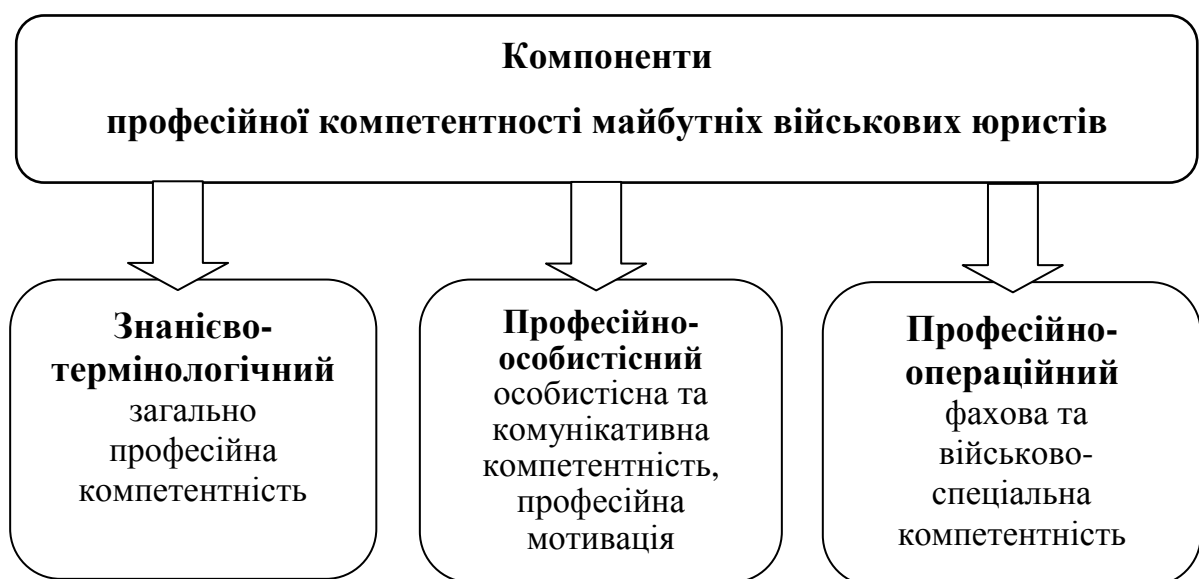 Компоненти
професійної компетентності майбутніх військових юристів
Знанієво-
термінологічний
загально
професійна
компетентність
Професійно-
особистісний
особистісна та
комунікативна
компетентність,
професійна
мотивація
Професійно-
операційний
фахова та
військово-
спеціальна
компетентність